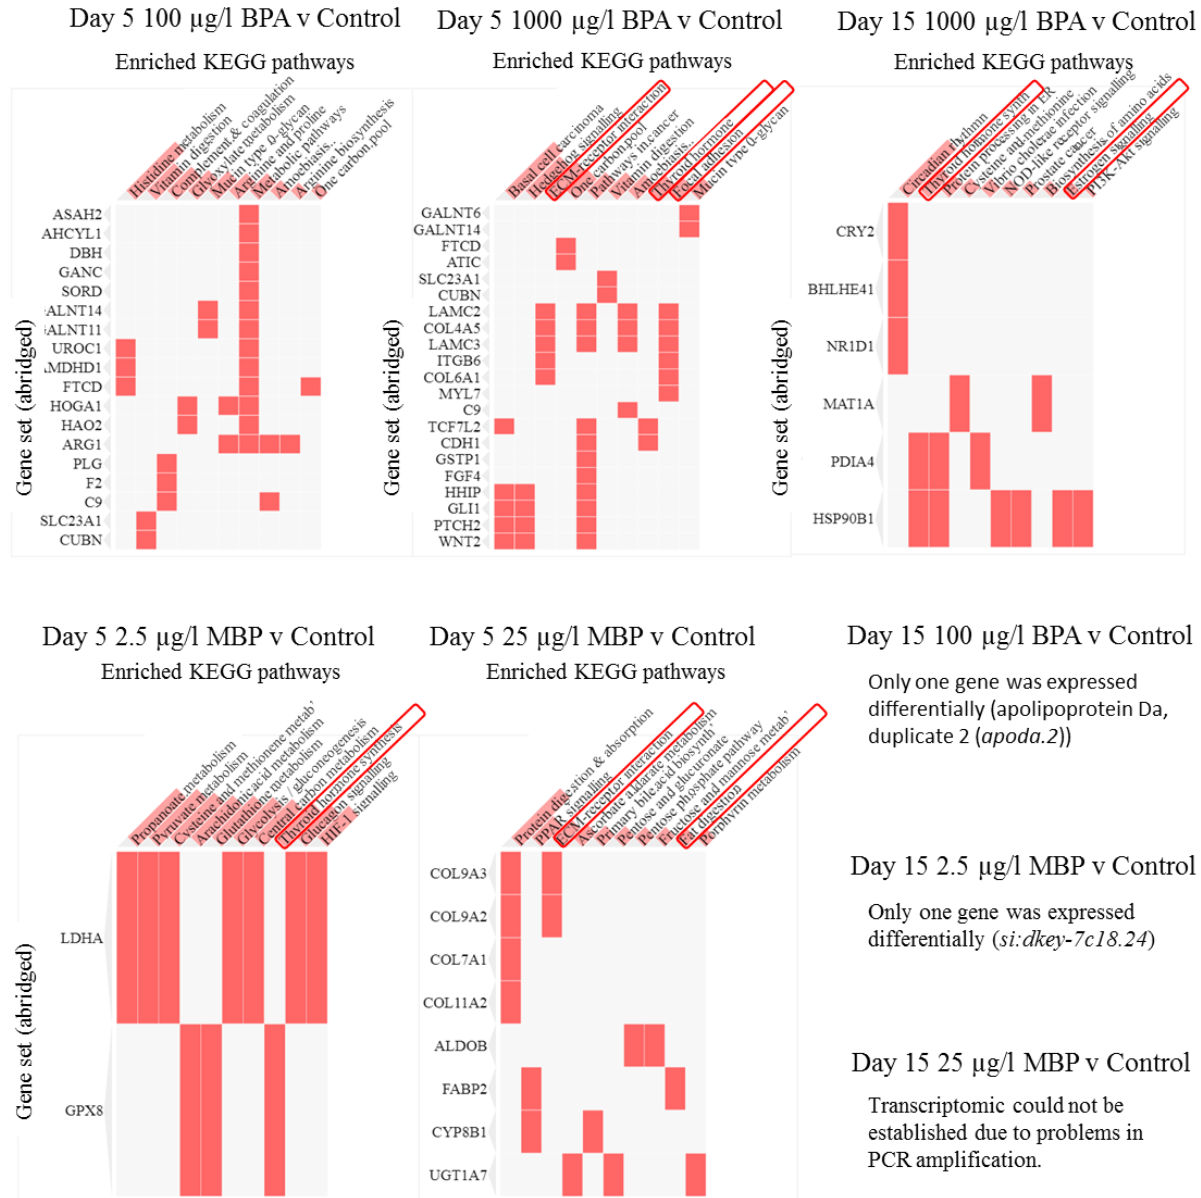 Day 5 100 µg/l BPA v Control
Enriched KEGG pathways
Histidine metabolism
Vitamin digestion
Complement & coagulation
Glyoxylate metabolism
Mucin type O-glycan
Arginine and proline
Metabolic pathways
Amoebiasis..
Arginine biosynthesis
One carbon pool
Gene set (abridged)
ASAH2
AHCYL1
DBH
GANC
SORD
ALNT14
ALNT11
UROC1
MDHD1
FTCD
HOGA1
HAO2
ARG1
PLG
F2
C9
SLC23A1
CUBN
Day 5 1000 µg/l BPA v Control
Enriched KEGG pathways
Basal cell carcinoma
Hedgehog signalling
ECM-receptor interaction
One carbon pool
Pathways in cancer
Vitamin digestion
Amoebiasis..
Thyroid hormone
Focal adhesion
Mucin type O-glycan
Gene set (abridged)
GALNT6
GALNT14
FTCD
ATIC
SLC23A1
CUBN
LAMC2
COL4A5
LAMC3
ITGB6
COL6A1
MYL7
C9
TCF7L2
CDH1
GSTP1
FGF4
HHIP
GLI1
PTCH2
WNT2
Day 15 1000 µg/l BPA v Control
Enriched KEGG pathways
Circadian rhythmn
Thyroid hormone synth
Protein processing in ER
Cysteine and methionine
Vibrio cholerae infection
NOD-like receptor signalling
Prostate cancer
Biosynthesis of amino acids
Estrogen signalling
PI3K-Akt signalling
Gene set (abridged)
CRY2
BHLHE41
NR1D1
MAT1A
PDIA4
HSP90B1
Day 5 2.5 µg/l MBP v Control
Enriched KEGG pathways
Propanoate metabolism
Pyruvate metabolism
Cysteine and methionene metab'
Arachidonic acid metabolism
Glutathione metabolism
Glycolysis / gluconeogenesis
Central carbon metabolism
Thyroid hormone synthesis
Glucagon signalling
HIF-1 signalling
Gene set (abridged)
LDHA
GPX8
Day 5 25 µg/l MBP v Control
Enriched KEGG pathways
Protein digestion & absorption
PPAR signalling
ECM-receptor interaction
Ascorbate aldarate metabolism
Primary bile acid biosynth'
Pentose and glucuronate
Pentose phosphate pathway
Fructose and mannose metab'
Fat digestion
Porphyrin metabolism
COL9A3
COL9A2
COL7A1
COL11A2
ALDOB
FABP2
CYP8B1
UGT1A7
Day 15 100 µg/l BPA v Control
Only one gene was expressed
differentially (apolipoprotein Da,
duplicate 2 (apoda.2))
Day 15 2.5 µg/l MBP v Control
Only one gene was expressed
differentially (si:dkey-7c18.24)
Day 15 25 µg/l MBP v Control
Transcriptomic could not be
established due to problems in
PCR amplification.